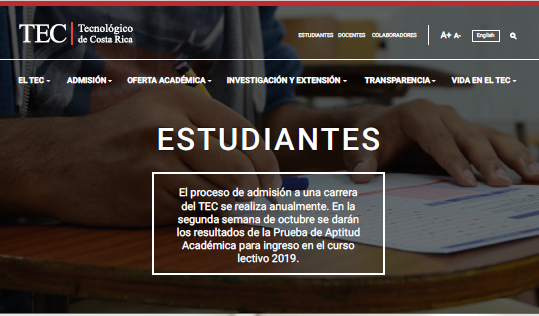 TEC | Tecnológico
de Costa Rica
ESTUDIANTES DOCENTES COLABORADORES
A+ A-
English
EL TEC
ADMISIÓN
OFERTA ACADÉMICA
INVESTIGACIÓN Y EXTENSIÓN
TRANSPARENCIA
VIDA EN EL TEC
ESTUDIANTES
El proceso de admisión a una carrera
del TEC se realiza anualmente. En la
segunda semana de octubre se darán
los resultados de la Prueba de Aptitud
Académica para ingreso en el curso
lectivo 2019.